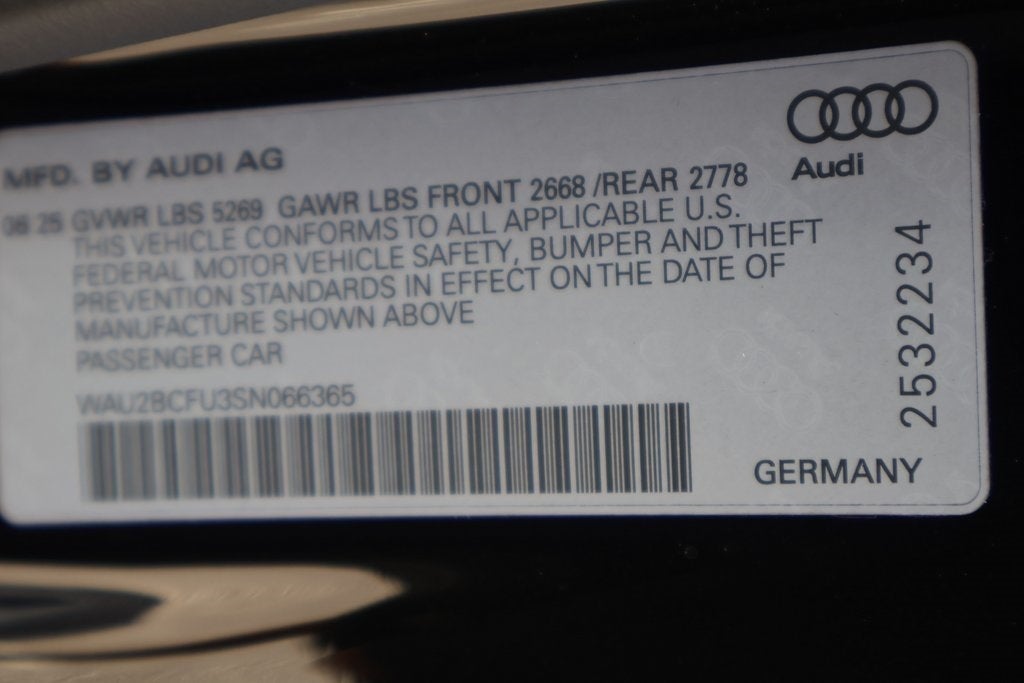 MFD. BY AUDI AG
06 25 GVWR LBS 5269 GAWR LBS FRONT 2668 /REAR 2778
THIS VEHICLE CONFORMS TO ALL APPLICABLE U.S.
FEDERAL MOTOR VEHICLE SAFETY, BUMPER AND THEFT
PREVENTION STANDARDS IN EFFECT ON THE DATE OF
MANUFACTURE SHOWN ABOVE
PASSENGER CAR
WAU2BCFU3SN066365
Audi
2532234
GERMANY